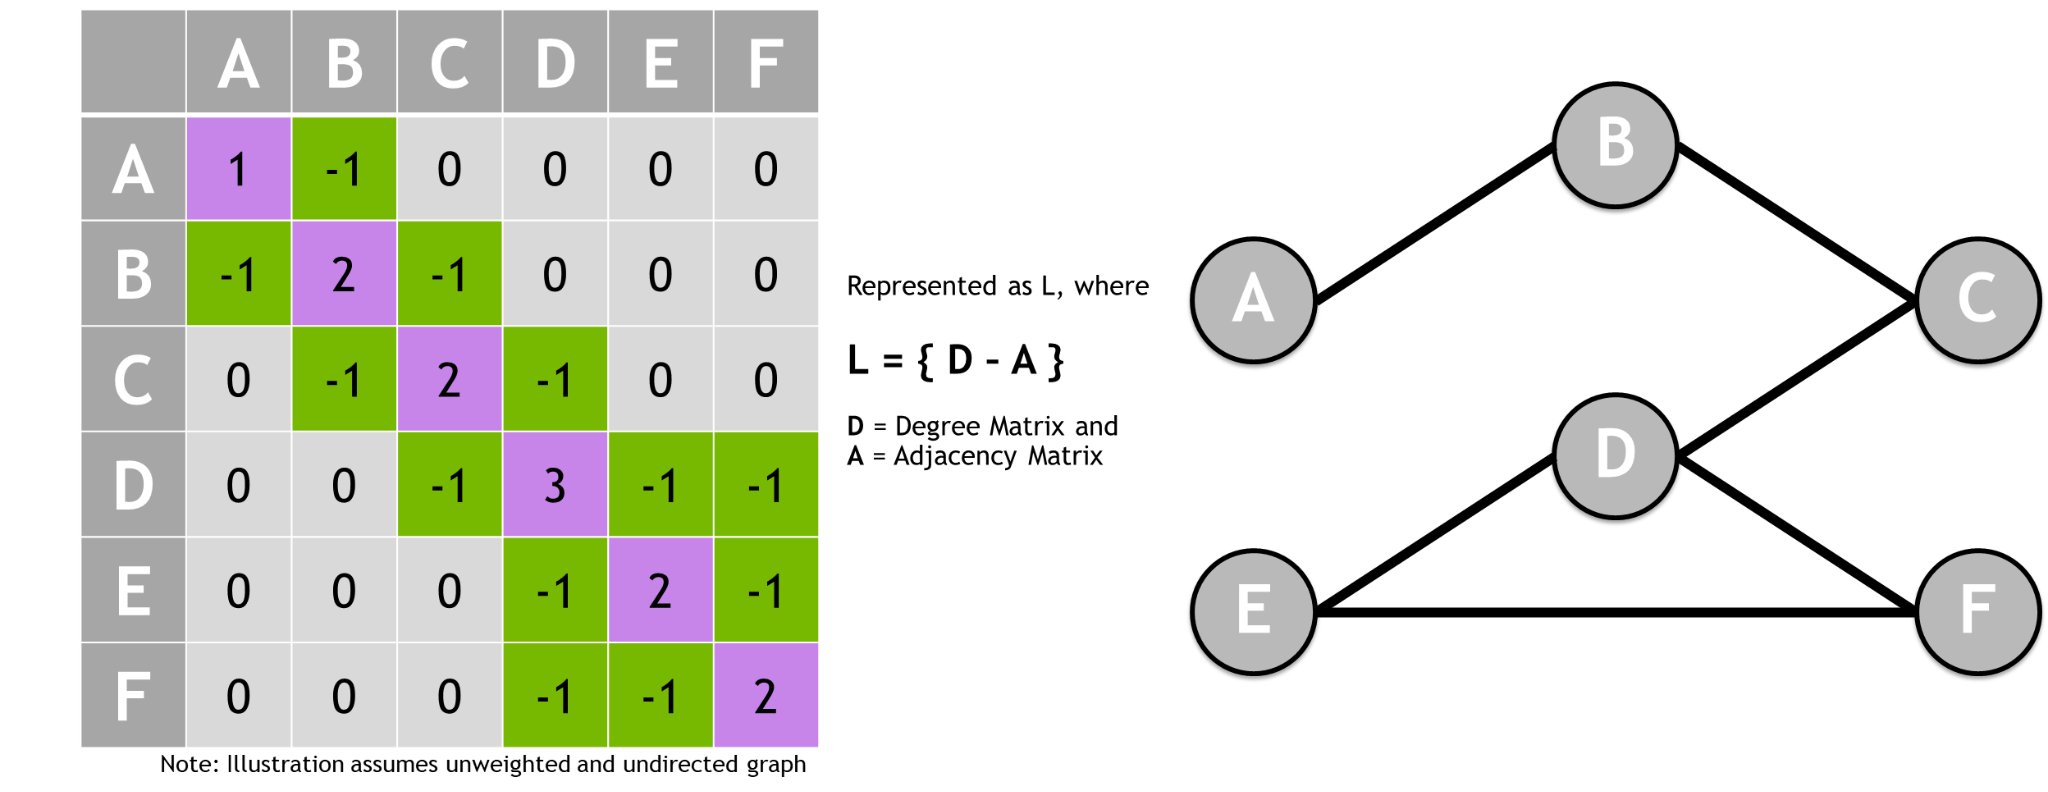 A B C D E F
A 1 -1 0 0 0 0
B -1 2 -1 0 0 0
C 0 -1 2 -1 0 0
D 0 0 -1 3 -1 -1
E 0 0 0 -1 2 -1
F 0 0 0 -1 -1 2
Note: Illustration assumes unweighted and undirected graph
Represented as L, where
L = { D - A }
D = Degree Matrix and
A = Adjacency Matrix
B
A
C
D
E
F